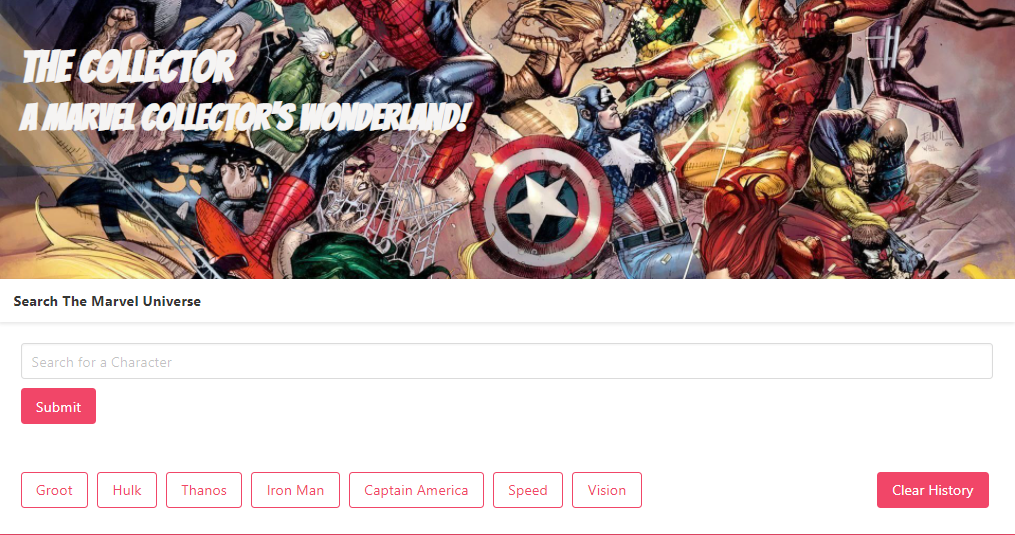 THE COLLECTOR
A MARVEL COLLECTOR'S WONDERLAND!
Search The Marvel Universe
Search for a Character
Submit
Groot Hulk Thanos Iron Man Captain America Speed Vision Clear History